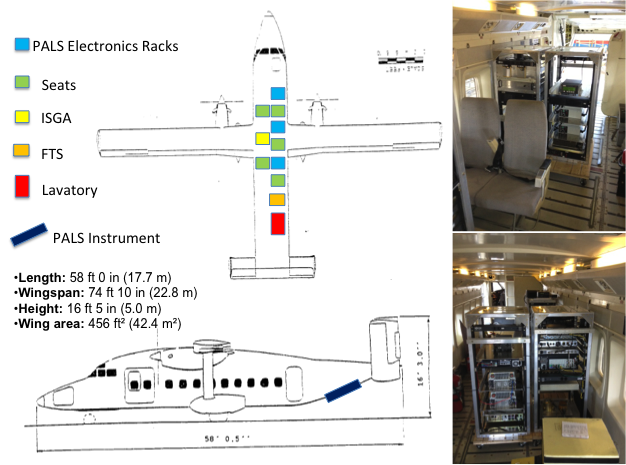 PALS Electronics Racks
Seats
ISGA
FTS
Lavatory
PALS Instrument
•Length: 58 ft 0 in (17.7 m)
•Wingspan: 74 ft 10 in (22.8 m)
•Height: 16 ft 5 in (5.0 m)
•Wing area: 456 ft² (42.4 m²)
16' 3.0''
58' 0.5''